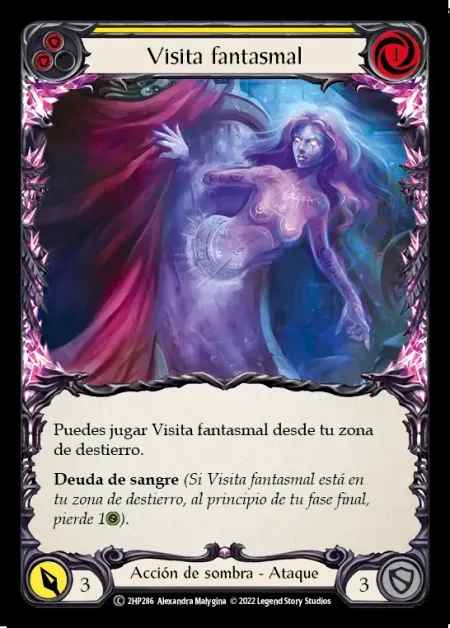 Visita fantasmal
1
Puedes jugar Visita fantasmal desde tu zona
de destierro.
Deuda de sangre (Si Visita fantasmal está en
tu zona de destierro, al principio de tu fase final,
pierde 1).
3
Acción de sombra - Ataque
3
C 2HP286 Alexandra Malygina © 2022 Legend Story Studios